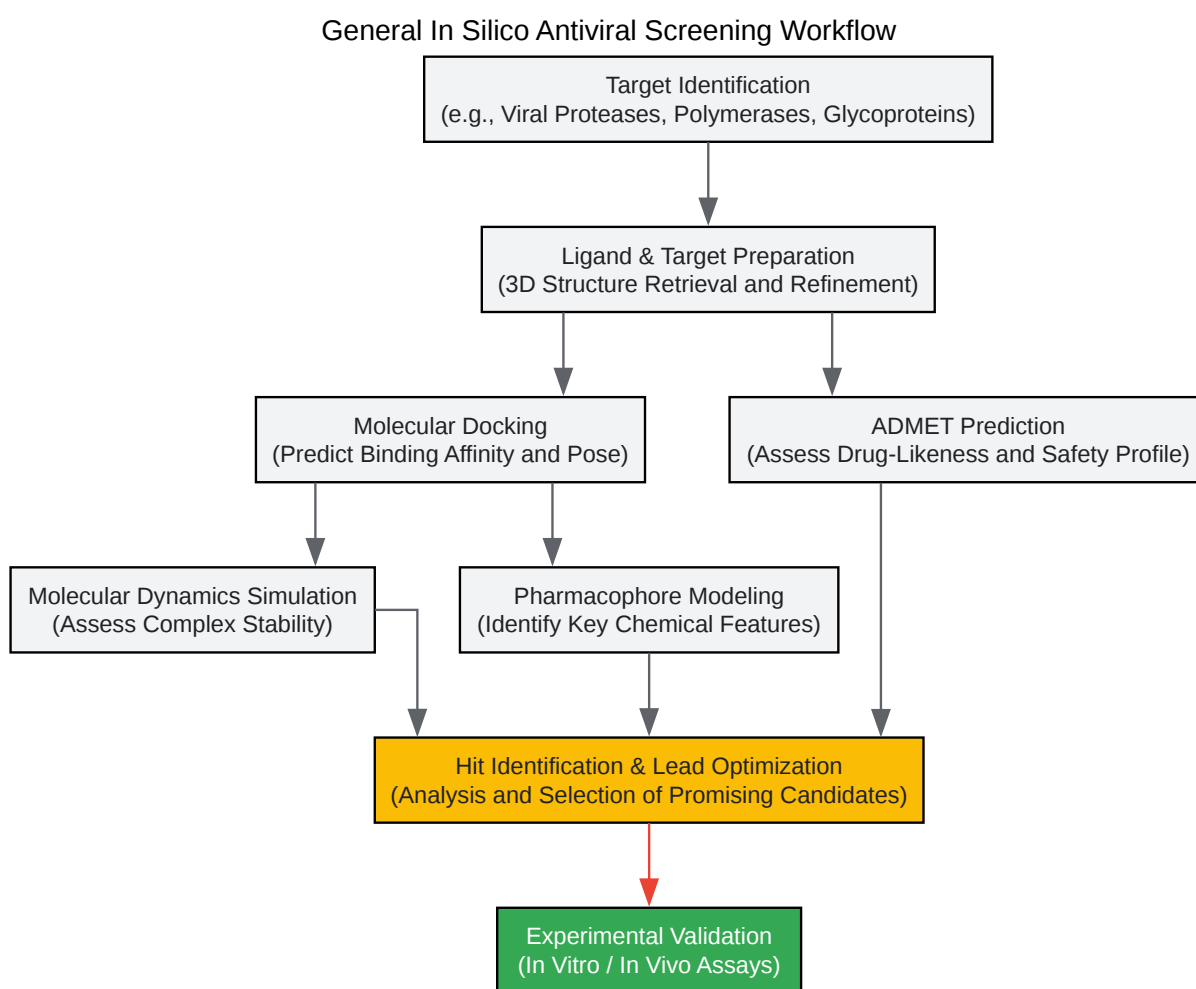 General In Silico Antiviral Screening Workflow
Target Identification
(e.g., Viral Proteases, Polymerases, Glycoproteins)
Ligand & Target Preparation
(3D Structure Retrieval and Refinement)
Molecular Docking
(Predict Binding Affinity and Pose)
ADMET Prediction
(Assess Drug-Likeness and Safety Profile)
Molecular Dynamics Simulation
(Assess Complex Stability)
Pharmacophore Modeling
(Identify Key Chemical Features)
Hit Identification & Lead Optimization
(Analysis and Selection of Promising Candidates)
Experimental Validation
(In Vitro / In Vivo Assays)